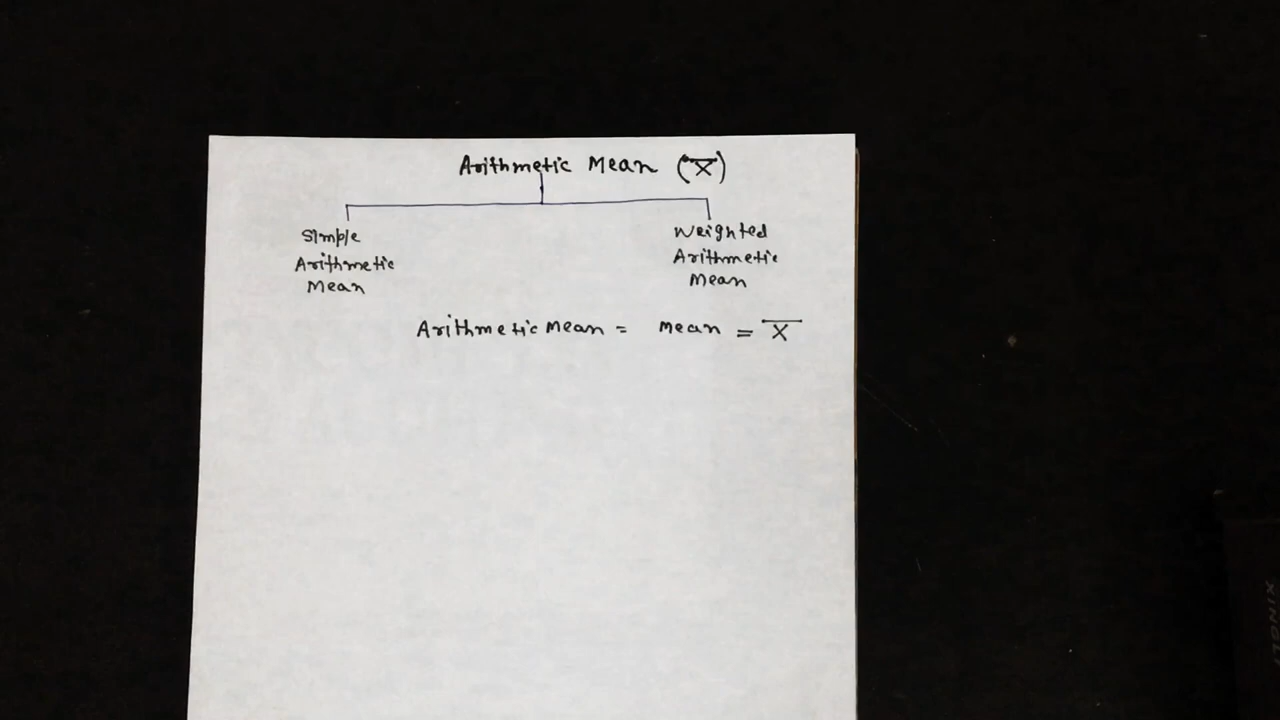 Arithmetic Mean (X̅)
Simple
Arithmetic
Mean
Weighted
Arithmetic
Mean
Arithmetic Mean = Mean = X̅